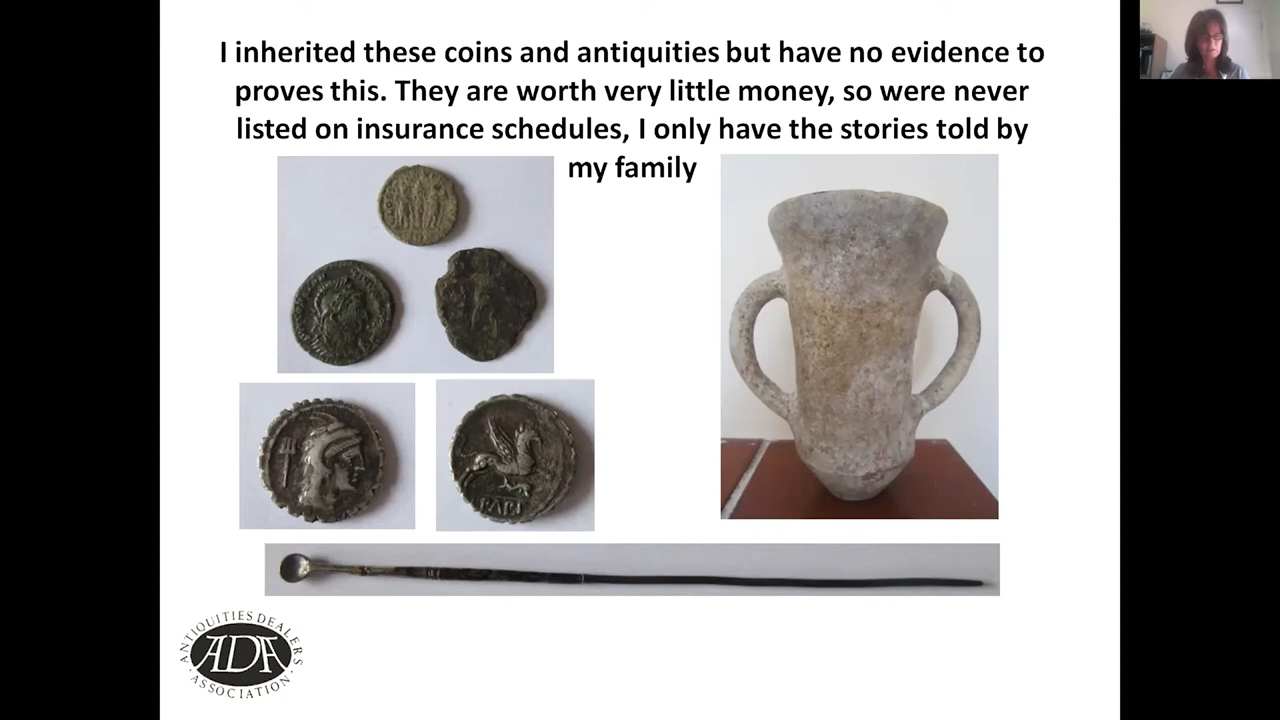 I inherited these coins and antiquities but have no evidence to
proves this. They are worth very little money, so were never
listed on insurance schedules, I only have the stories told by
my family
PAPI
ANTIQUITIES DEALERS
ADA
ASSOCIATION